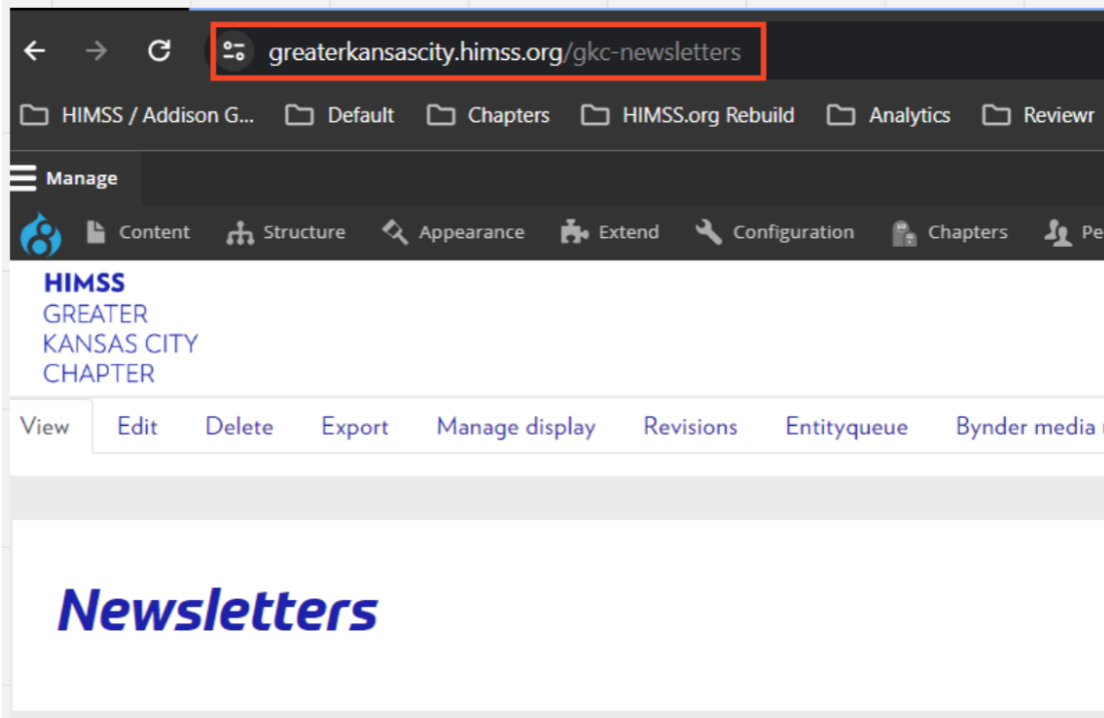 greaterkansascity.himss.org/gkc-newsletters
HIMSS / Addison G... Default Chapters HIMSS.org Rebuild Analytics Reviewr
Manage
Content Structure Appearance Extend Configuration Chapters Pe
HIMSS
GREATER
KANSAS CITY
CHAPTER
View Edit Delete Export Manage display Revisions Entityqueue Bynder media
Newsletters